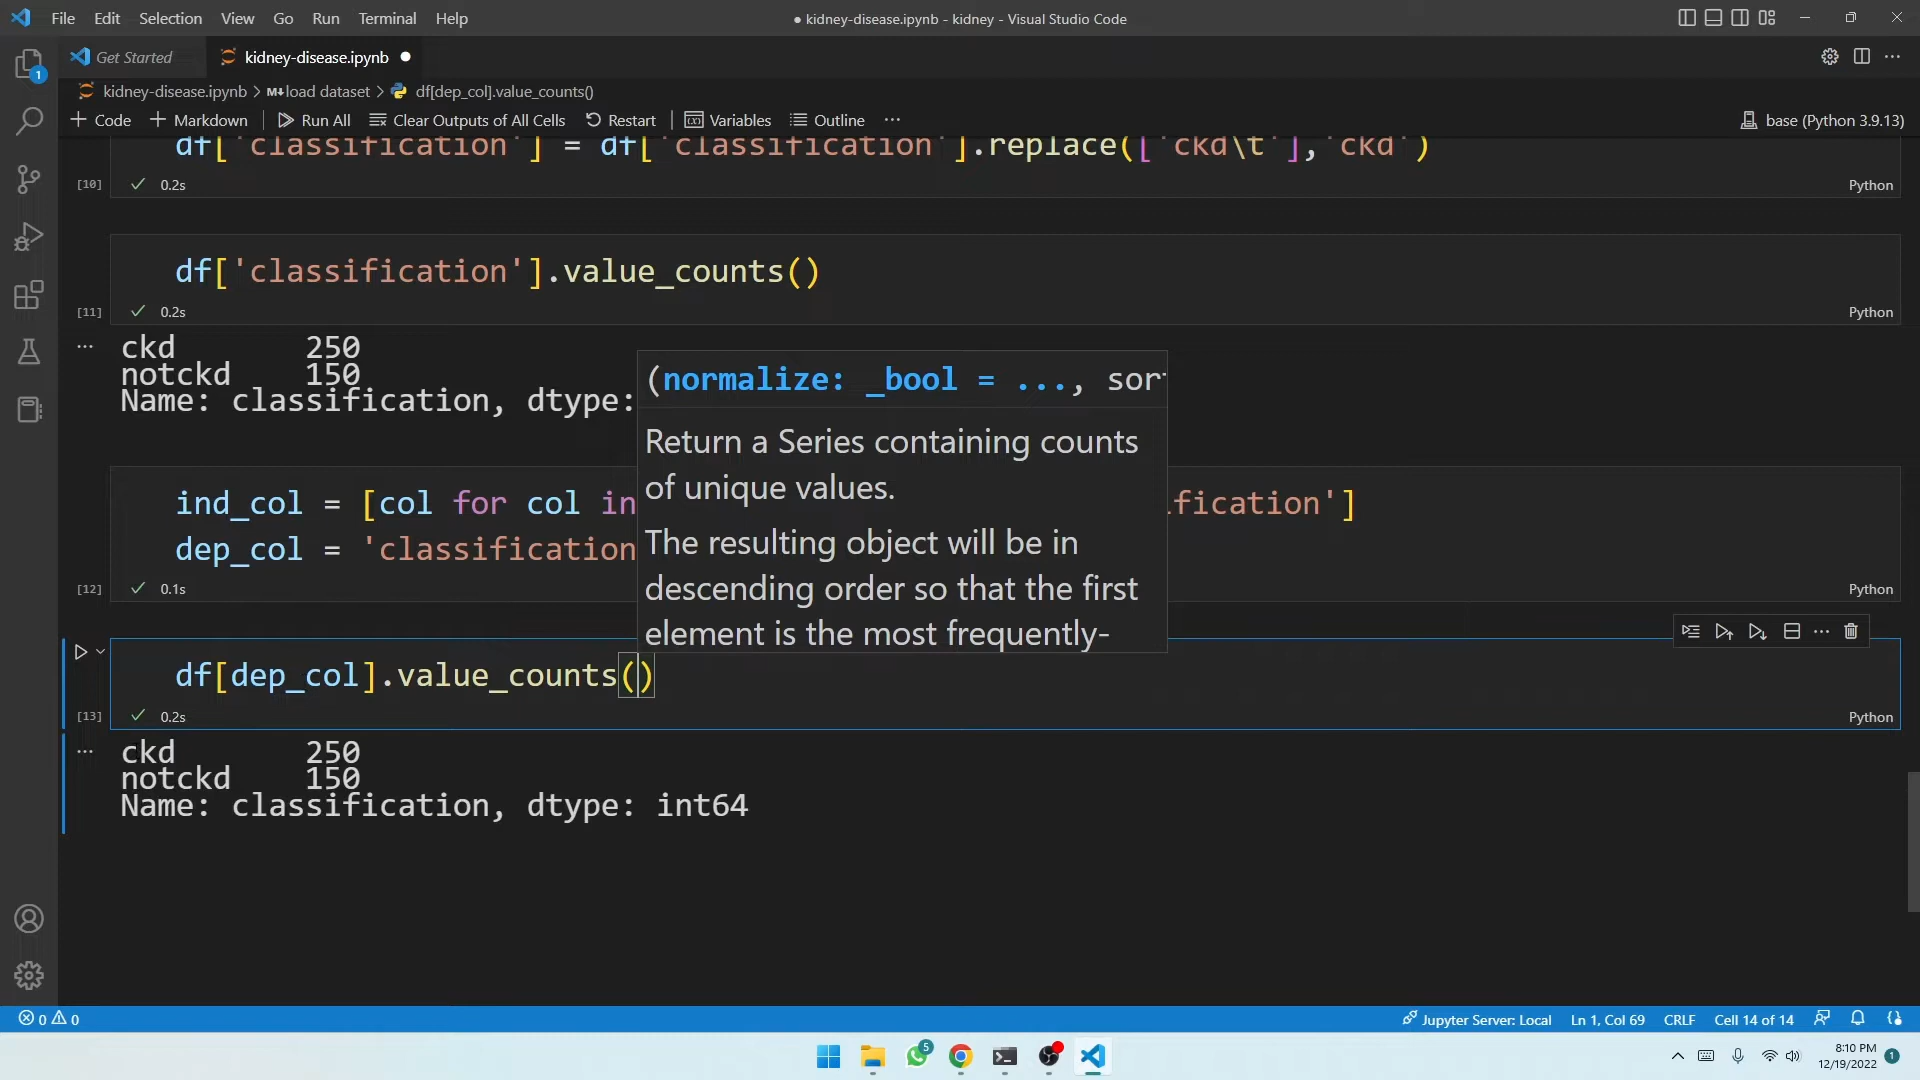 File Edit Selection View Go Run Terminal Help
● kidney-disease.ipynb - kidney - Visual Studio Code
1
Get Started
kidney-disease.ipynb ●
kidney-disease.ipynb > M↓load dataset > df[dep_col].value_counts()
+ Code + Markdown | Run All Clear Outputs of All Cells Restart | Variables Outline ...
base (Python 3.9.13)
df['classification'] = df['classification'].replace(['ckd\t'],'ckd')
[10] ✓ 0.2s Python
df['classification'].value_counts()
[11] ✓ 0.2s Python
... ckd 250
notckd 150
Name: classification, dtype:
(normalize: _bool = ..., sor
Return a Series containing counts
of unique values.
The resulting object will be in
descending order so that the first
element is the most frequently-
ind_col = [col for col in
fication']
dep_col = 'classification
[12] ✓ 0.1s Python
df[dep_col].value_counts()
[13] ✓ 0.2s Python
... ckd 250
notckd 150
Name: classification, dtype: int64
0 0
Jupyter Server: Local Ln 1, Col 69 CRLF Cell 14 of 14
5
8:10 PM
12/19/2022
1